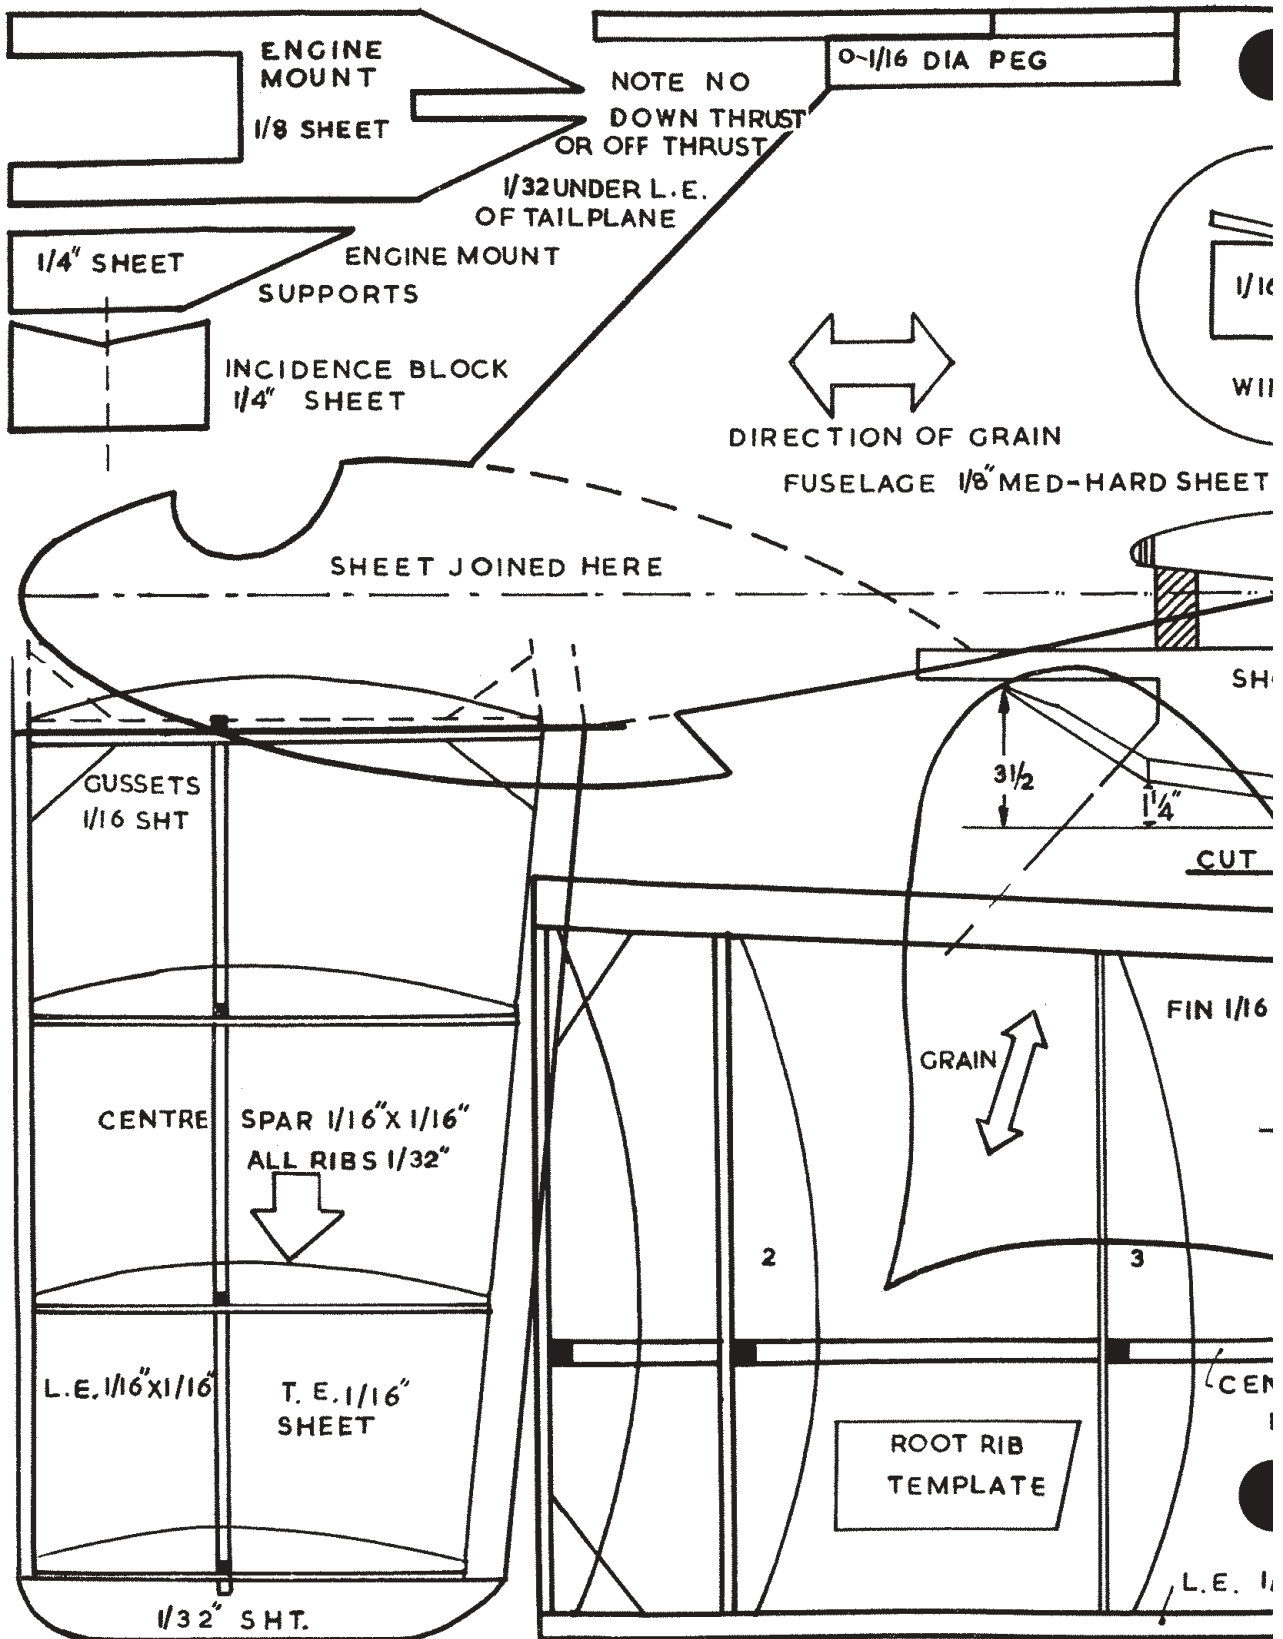 ENGINE
MOUNT
1/8 SHEET
0-1/16 DIA PEG
NOTE NO
DOWN THRUST
OR OFF THRUST
1/32 UNDER L.E.
OF TAILPLANE
1/4" SHEET
ENGINE MOUNT
SUPPORTS
INCIDENCE BLOCK
1/4" SHEET
1/16
DIRECTION OF GRAIN
FUSELAGE 1/8" MED-HARD SHEET
SHEET JOINED HERE
GUSSETS
1/16 SHT
3 1/2
1 1/4"
CUT
FIN 1/16
GRAIN
CENTRE SPAR 1/16" X 1/16"
ALL RIBS 1/32"
2
3
L.E. 1/16" X 1/16"
T.E. 1/16"
SHEET
ROOT RIB
TEMPLATE
L.E.
1/32" SHT.